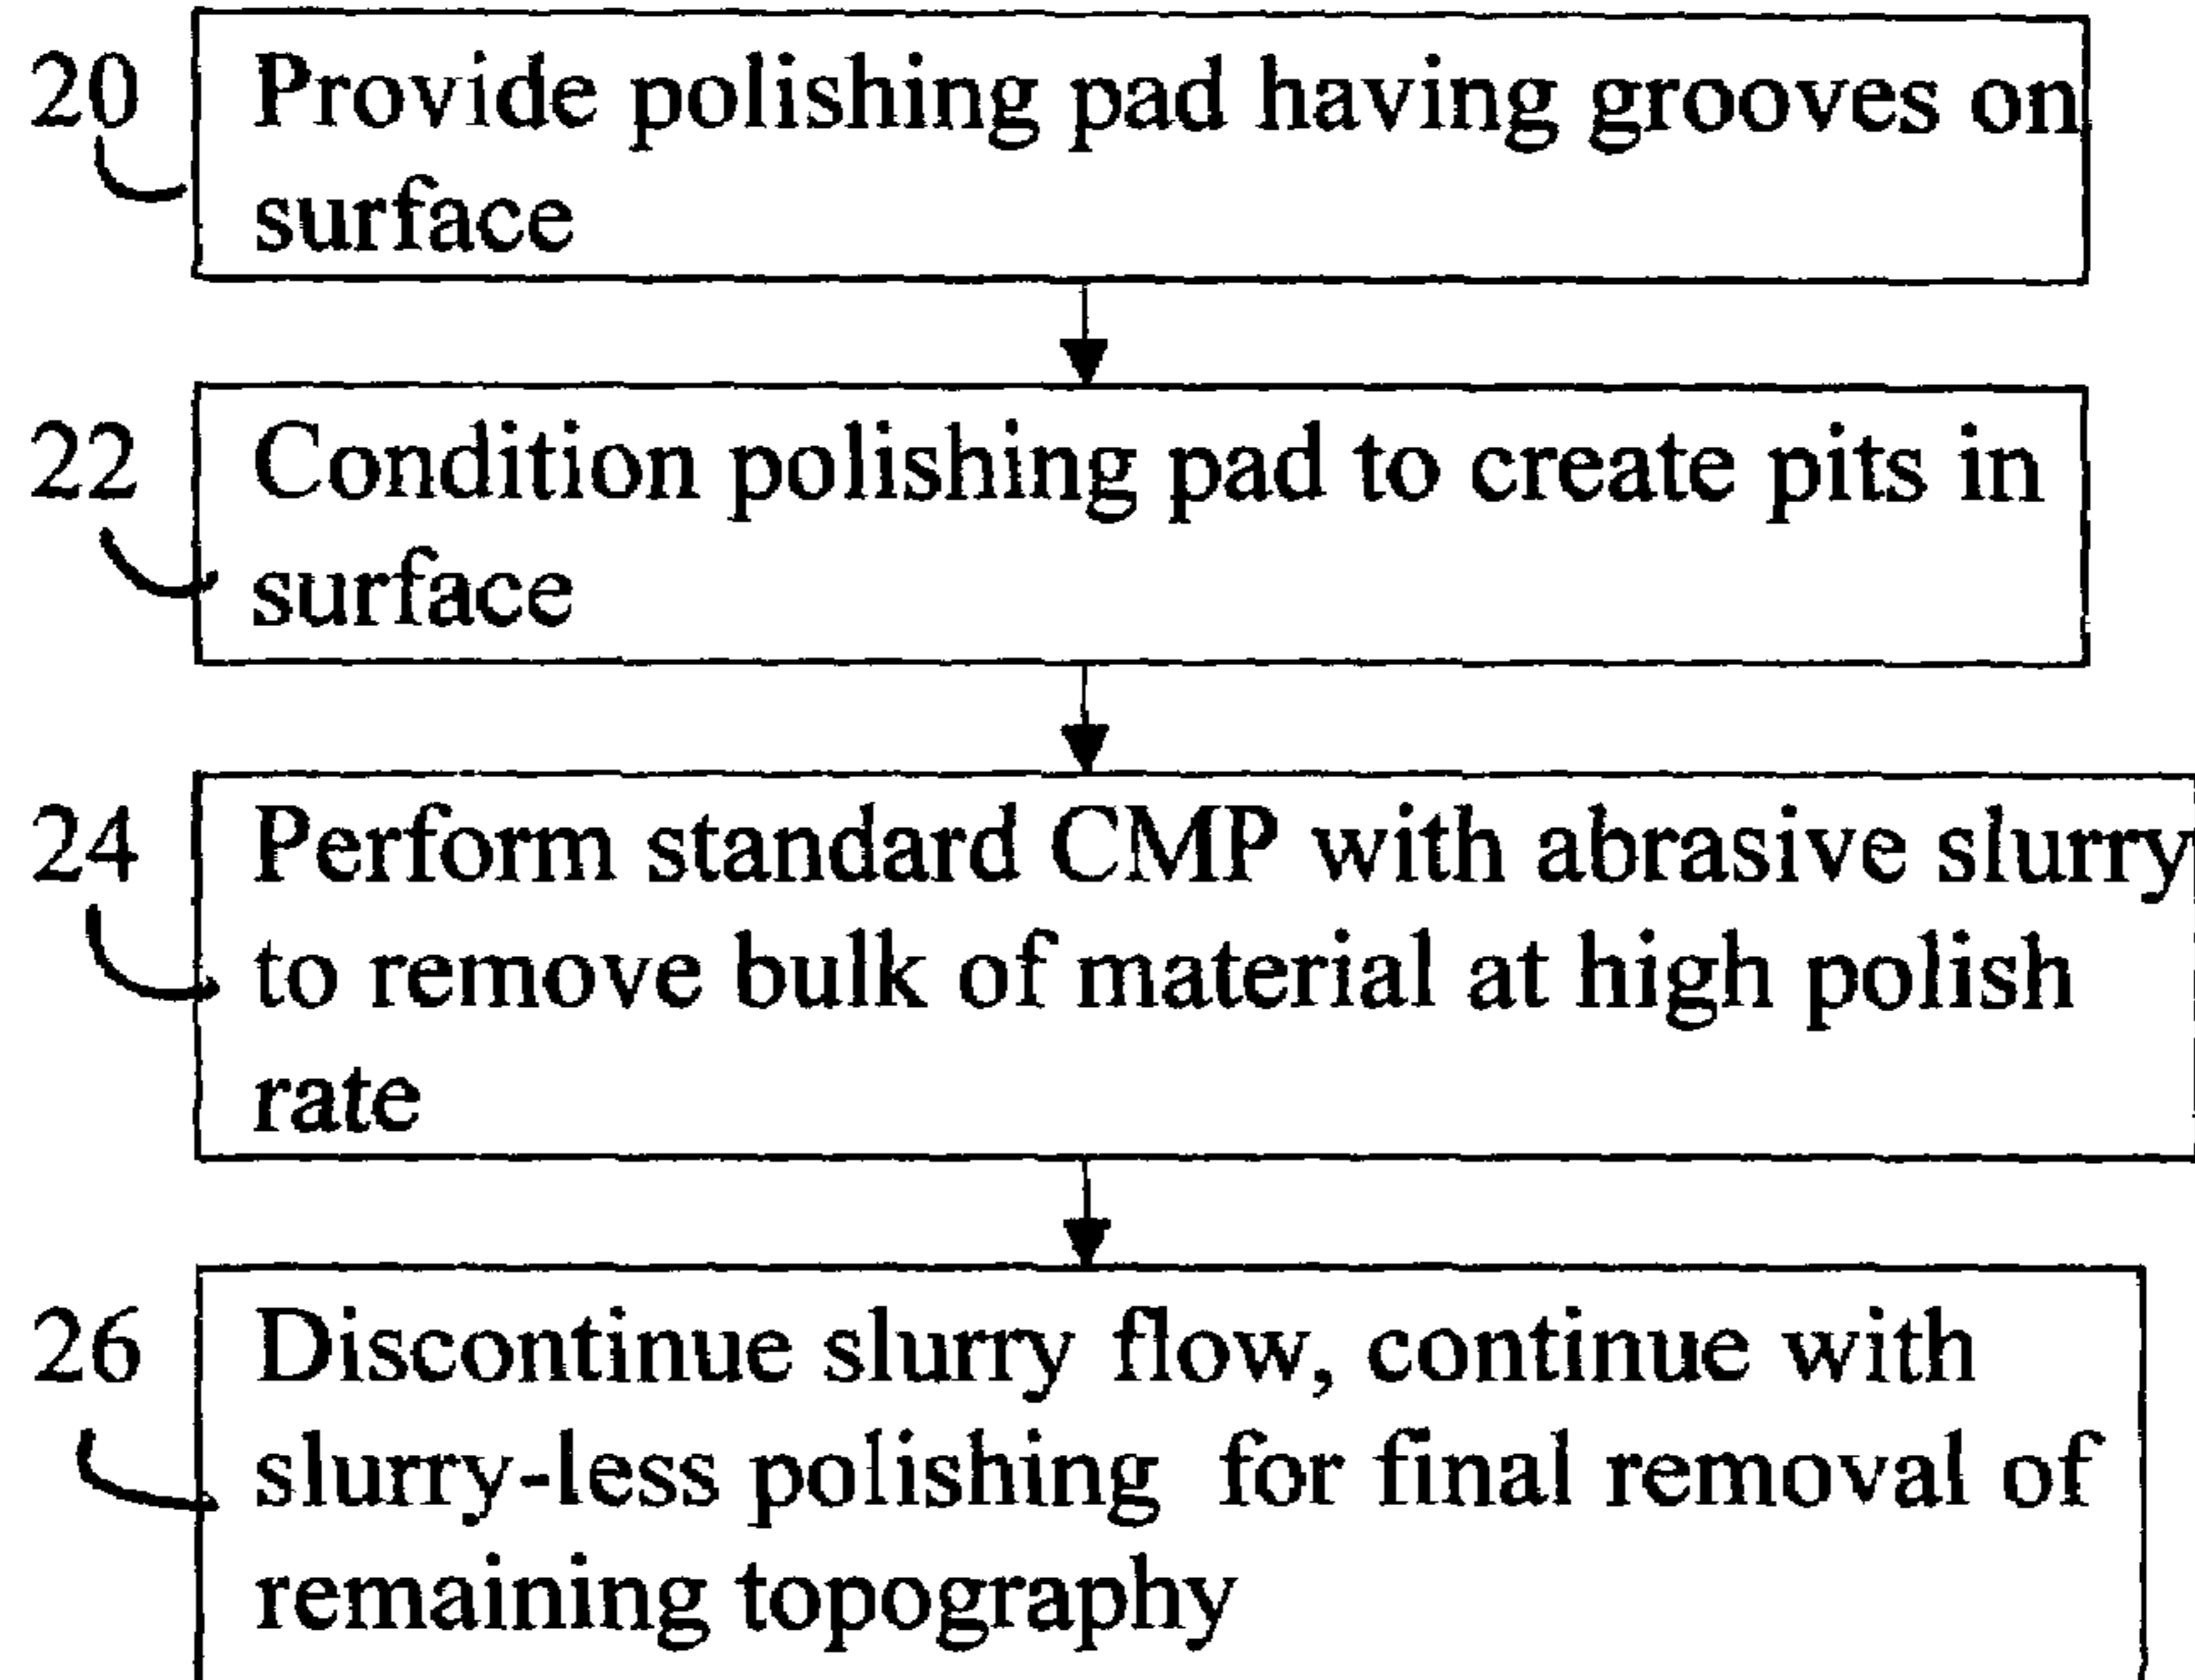 20 Provide polishing pad having grooves on
surface
22 Condition polishing pad to create pits in
surface
24 Perform standard CMP with abrasive slurry
to remove bulk of material at high polish
rate
26 Discontinue slurry flow, continue with
slurry-less polishing for final removal of
remaining topography